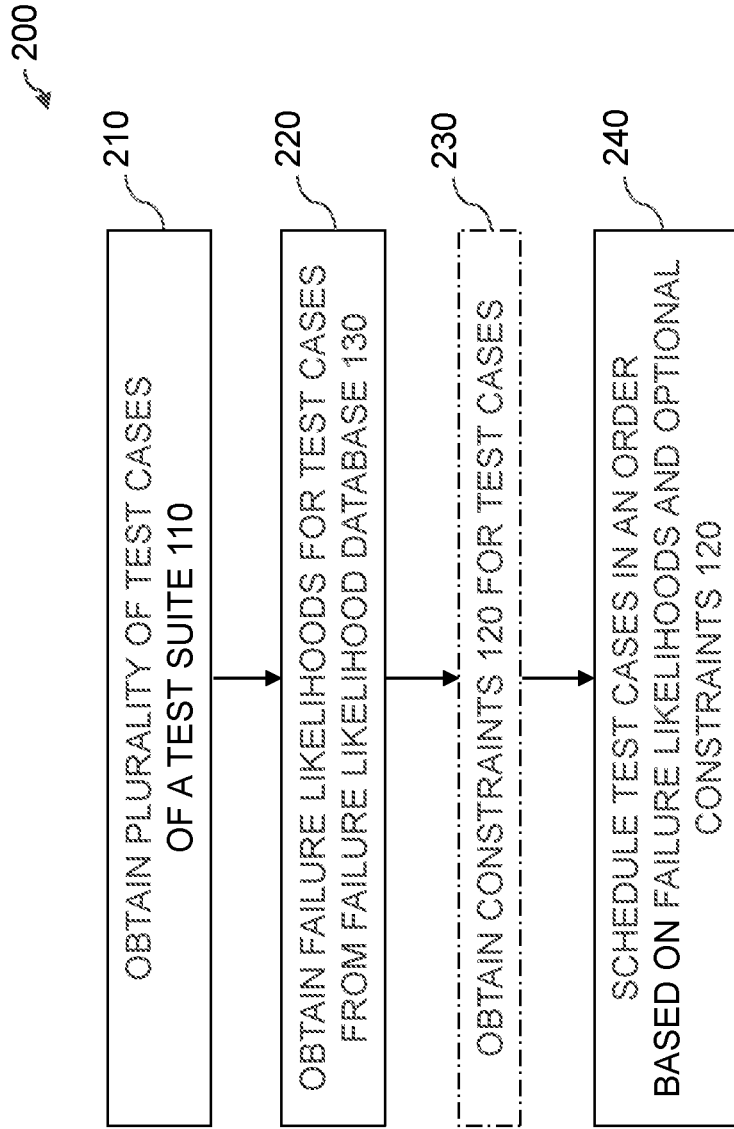 200
210
OBTAIN PLURALITY OF TEST CASES
OF A TEST SUITE 110
220
OBTAIN FAILURE LIKELIHOODS FOR TEST CASES
FROM FAILURE LIKELIHOOD DATABASE 130
230
OBTAIN CONSTRAINTS 120 FOR TEST CASES
240
SCHEDULE TEST CASES IN AN ORDER
BASED ON FAILURE LIKELIHOODS AND OPTIONAL
CONSTRAINTS 120